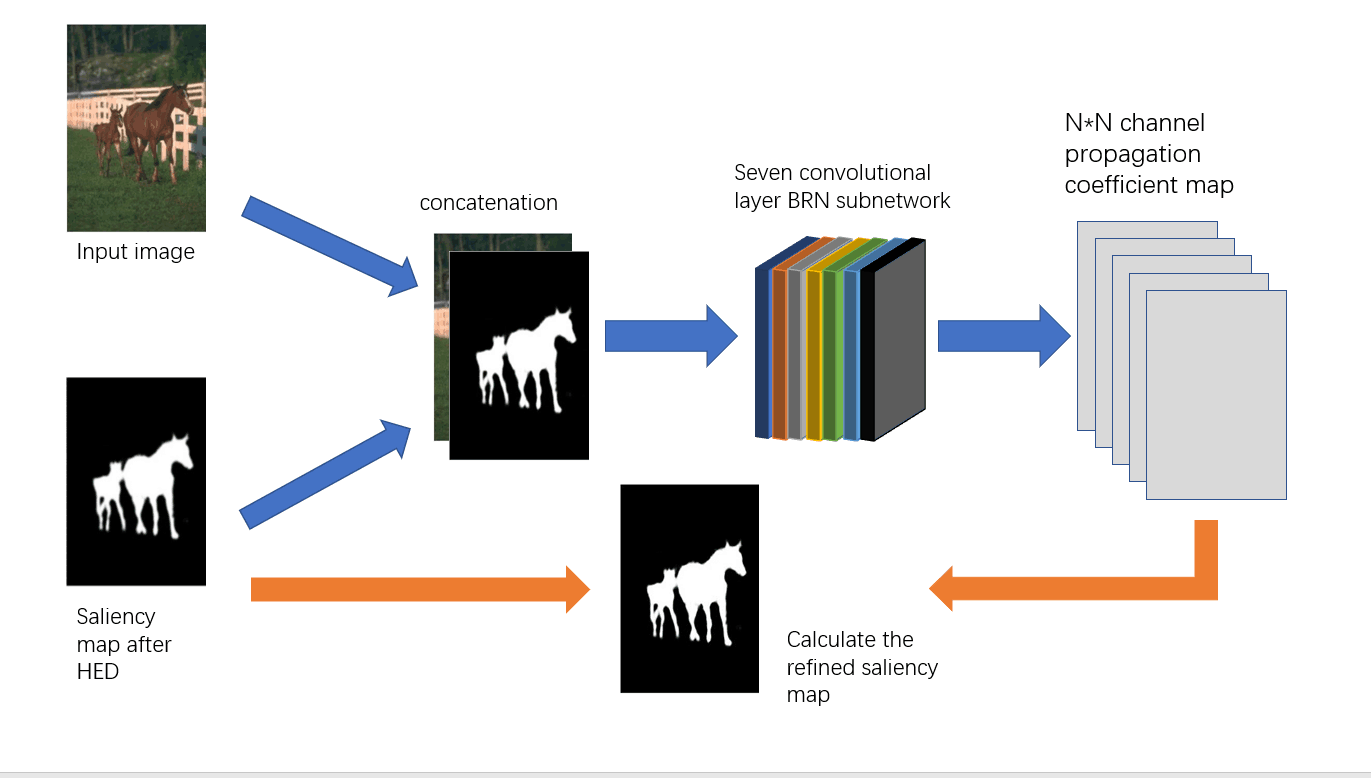 Input image
concatenation
Seven convolutional
layer BRN subnetwork
N*N channel
propagation
coefficient map
Saliency
map after
HED
Calculate the
refined saliency
map